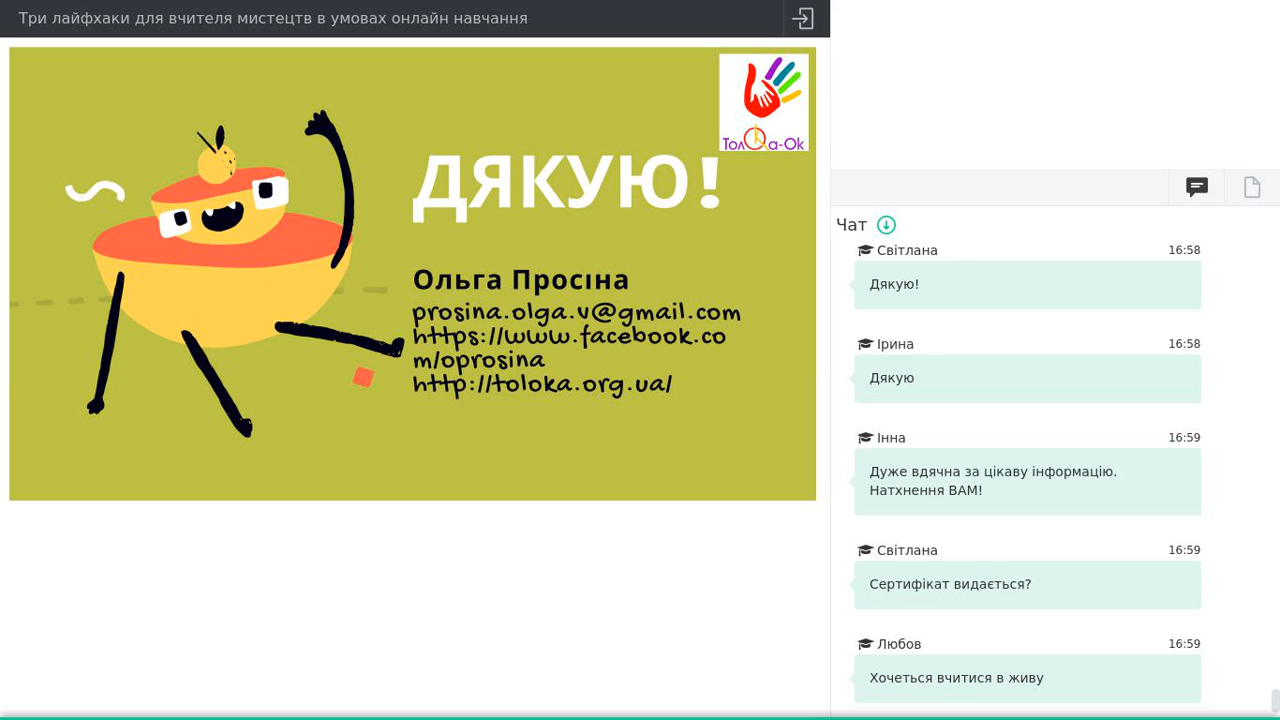 Три лайфхаки для вчителя мистецтв в умовах онлайн навчання
ТолОка-Ok
ДЯКУЮ!
Ольга Просіна
prosina.olga.v@gmail.com
https://www.facebook.co
m/oprosina
http://toloka.org.ua/
Чат
Світлана 16:58
Дякую!
Ірина 16:58
Дякую
Інна 16:59
Дуже вдячна за цікаву інформацію.
Натхнення ВАМ!
Світлана 16:59
Сертифікат видається?
Любов 16:59
Хочеться вчитися в живу